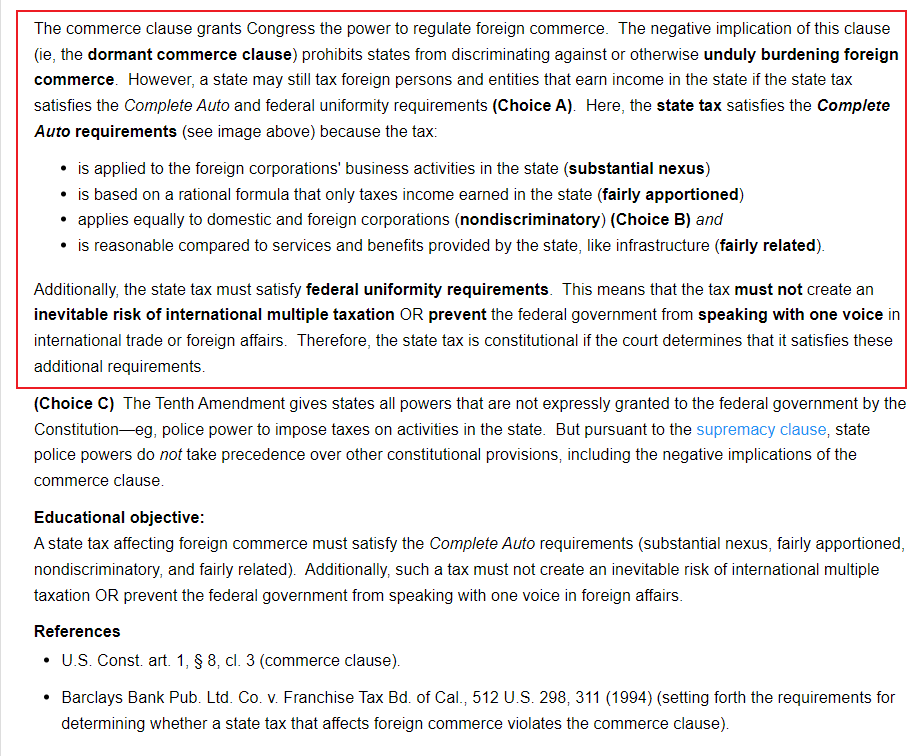 The commerce clause grants Congress the power to regulate foreign commerce.  The negative implication of this clause
(ie, the dormant commerce clause) prohibits states from discriminating against or otherwise unduly burdening foreign
commerce.  However, a state may still tax foreign persons and entities that earn income in the state if the state tax
satisfies the Complete Auto and federal uniformity requirements (Choice A).  Here, the state tax satisfies the Complete
Auto requirements (see image above) because the tax:
• is applied to the foreign corporations' business activities in the state (substantial nexus)
• is based on a rational formula that only taxes income earned in the state (fairly apportioned)
• applies equally to domestic and foreign corporations (nondiscriminatory) (Choice B) and
• is reasonable compared to services and benefits provided by the state, like infrastructure (fairly related).
Additionally, the state tax must satisfy federal uniformity requirements.  This means that the tax must not create an
inevitable risk of international multiple taxation OR prevent the federal government from speaking with one voice in
international trade or foreign affairs.  Therefore, the state tax is constitutional if the court determines that it satisfies these
additional requirements.
(Choice C)  The Tenth Amendment gives states all powers that are not expressly granted to the federal government by the
Constitution—eg, police power to impose taxes on activities in the state.  But pursuant to the supremacy clause, state
police powers do not take precedence over other constitutional provisions, including the negative implications of the
commerce clause.
Educational objective:
A state tax affecting foreign commerce must satisfy the Complete Auto requirements (substantial nexus, fairly apportioned,
nondiscriminatory, and fairly related).  Additionally, such a tax must not create an inevitable risk of international multiple
taxation OR prevent the federal government from speaking with one voice in foreign affairs.
References
• U.S. Const. art. 1, § 8, cl. 3 (commerce clause).
• Barclays Bank Pub. Ltd. Co. v. Franchise Tax Bd. of Cal., 512 U.S. 298, 311 (1994) (setting forth the requirements for
determining whether a state tax that affects foreign commerce violates the commerce clause).